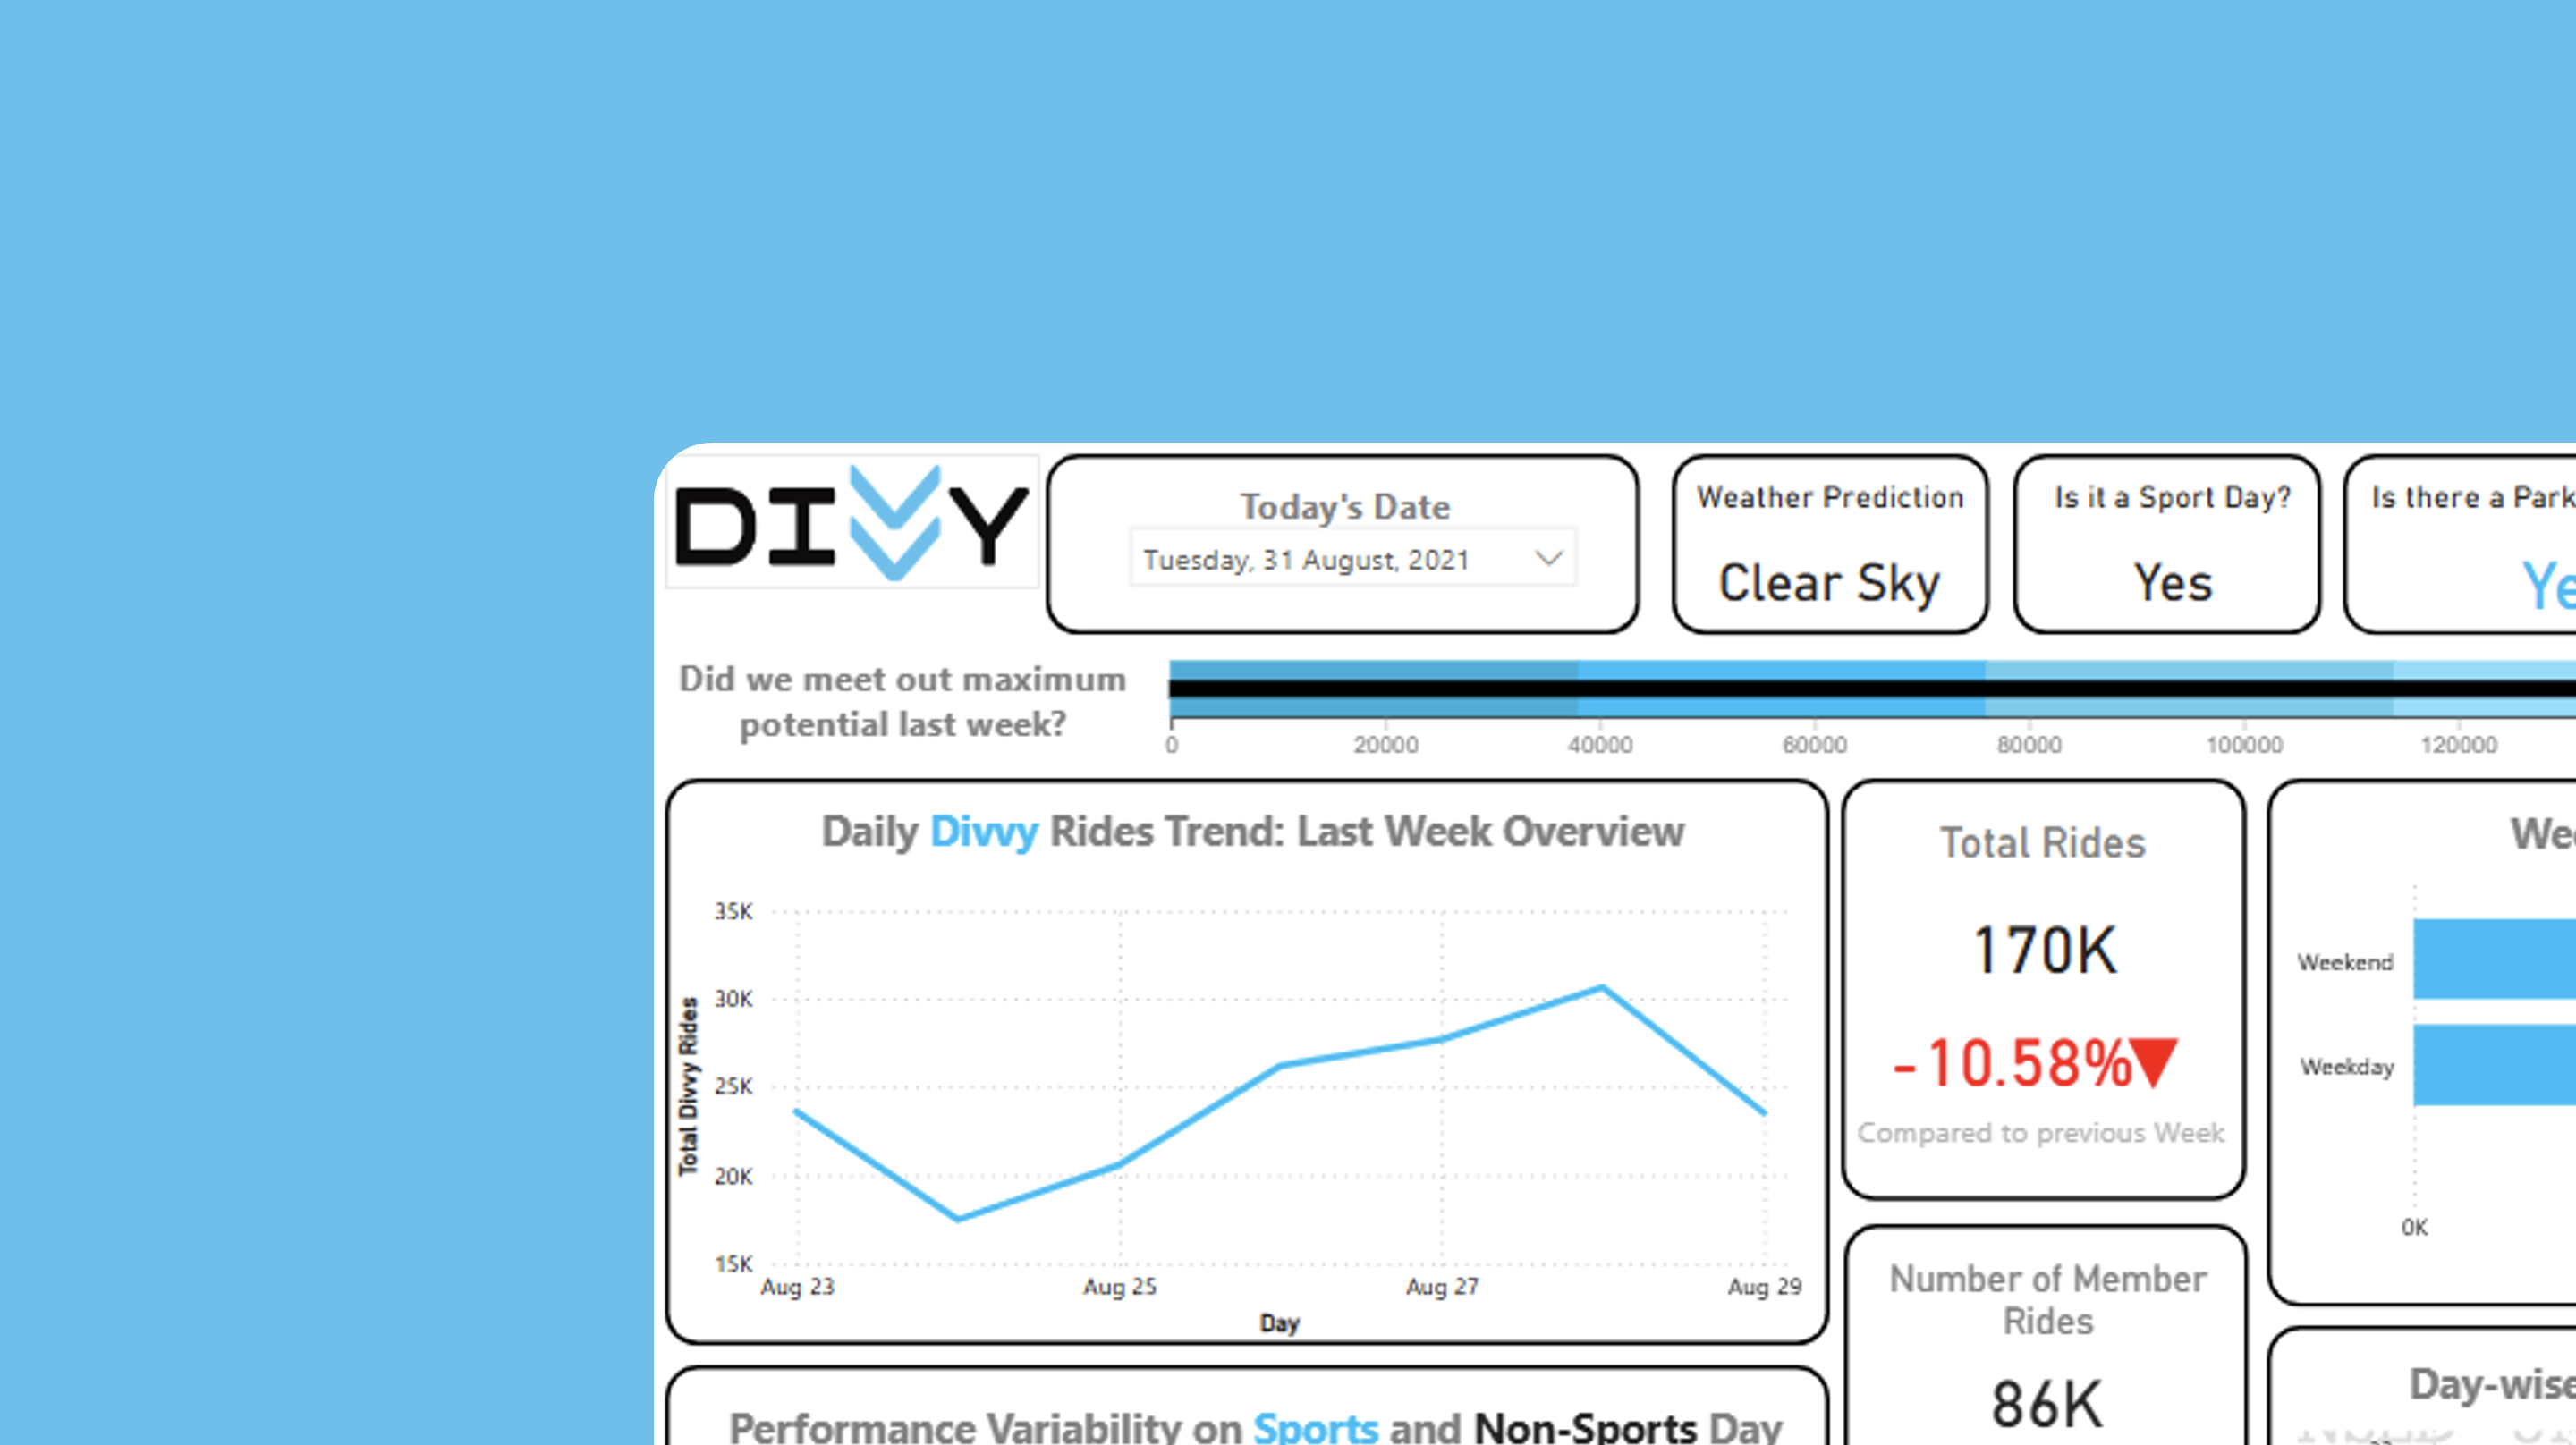 DIVVY
Today's Date
Tuesday, 31 August, 2021
Weather Prediction
Clear Sky
Is it a Sport Day?
Yes
Is there a Park
Ye
Did we meet out maximum
potential last week?
0 20000 40000 60000 80000 100000 120000
Daily Divvy Rides Trend: Last Week Overview
Total Divvy Rides
35K
30K
25K
20K
15K
Aug 23 Aug 25 Aug 27 Aug 29
Day
Total Rides
170K
-10.58%
Compared to previous Week
Number of Member
Rides
86K
Weekend
Weekday
0K
Day-wise
Performance Variability on Sports and Non-Sports Day